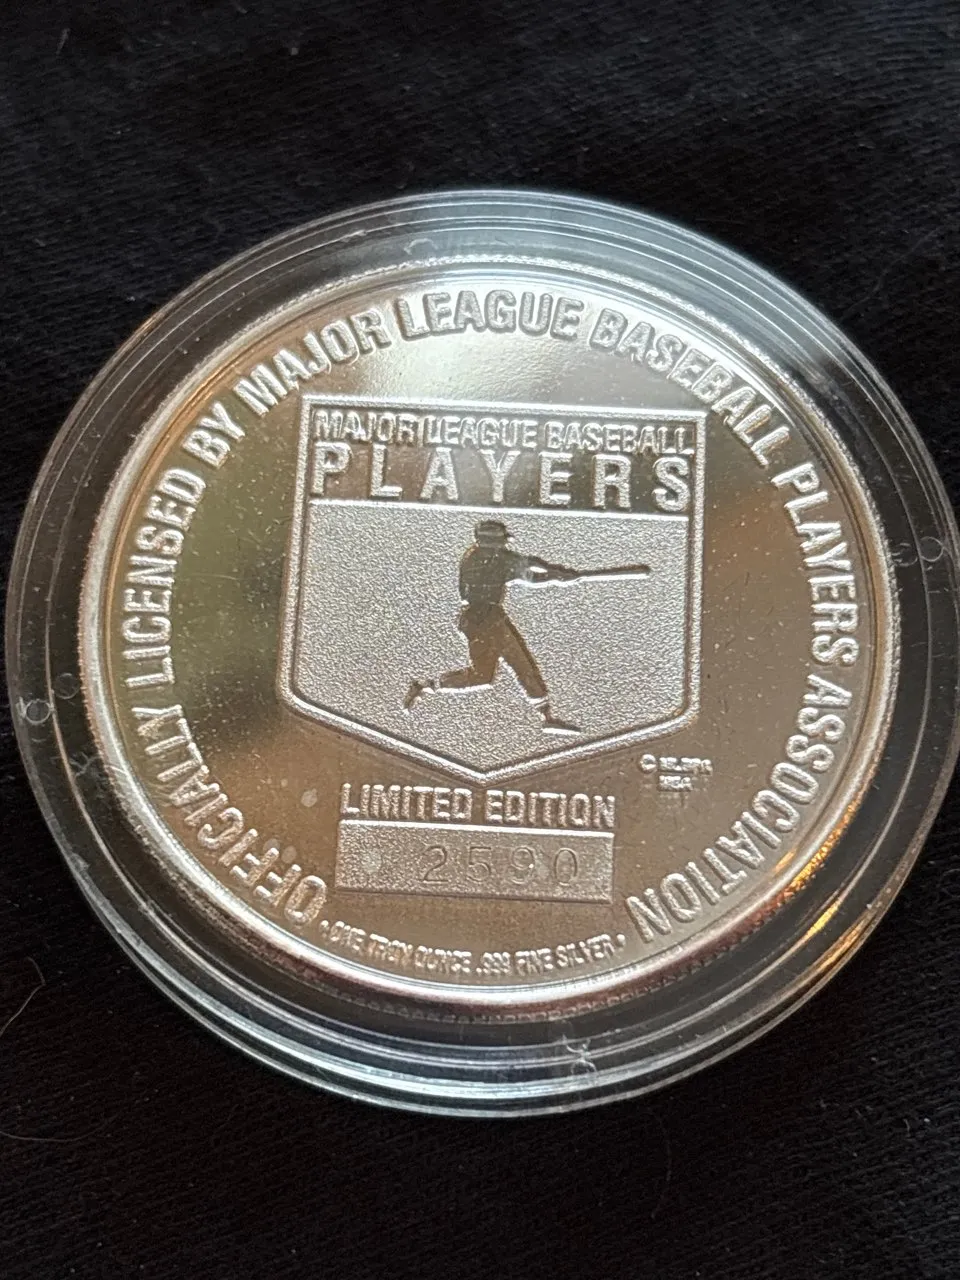 OFFICIALLY LICENSED BY MAJOR LEAGUE BASEBALL PLAYERS ASSOCIATION
MAJOR LEAGUE BASEBALL
PLAYERS
©
LIMITED EDITION
2590
• ONE TROY OUNCE .999 FINE SILVER •